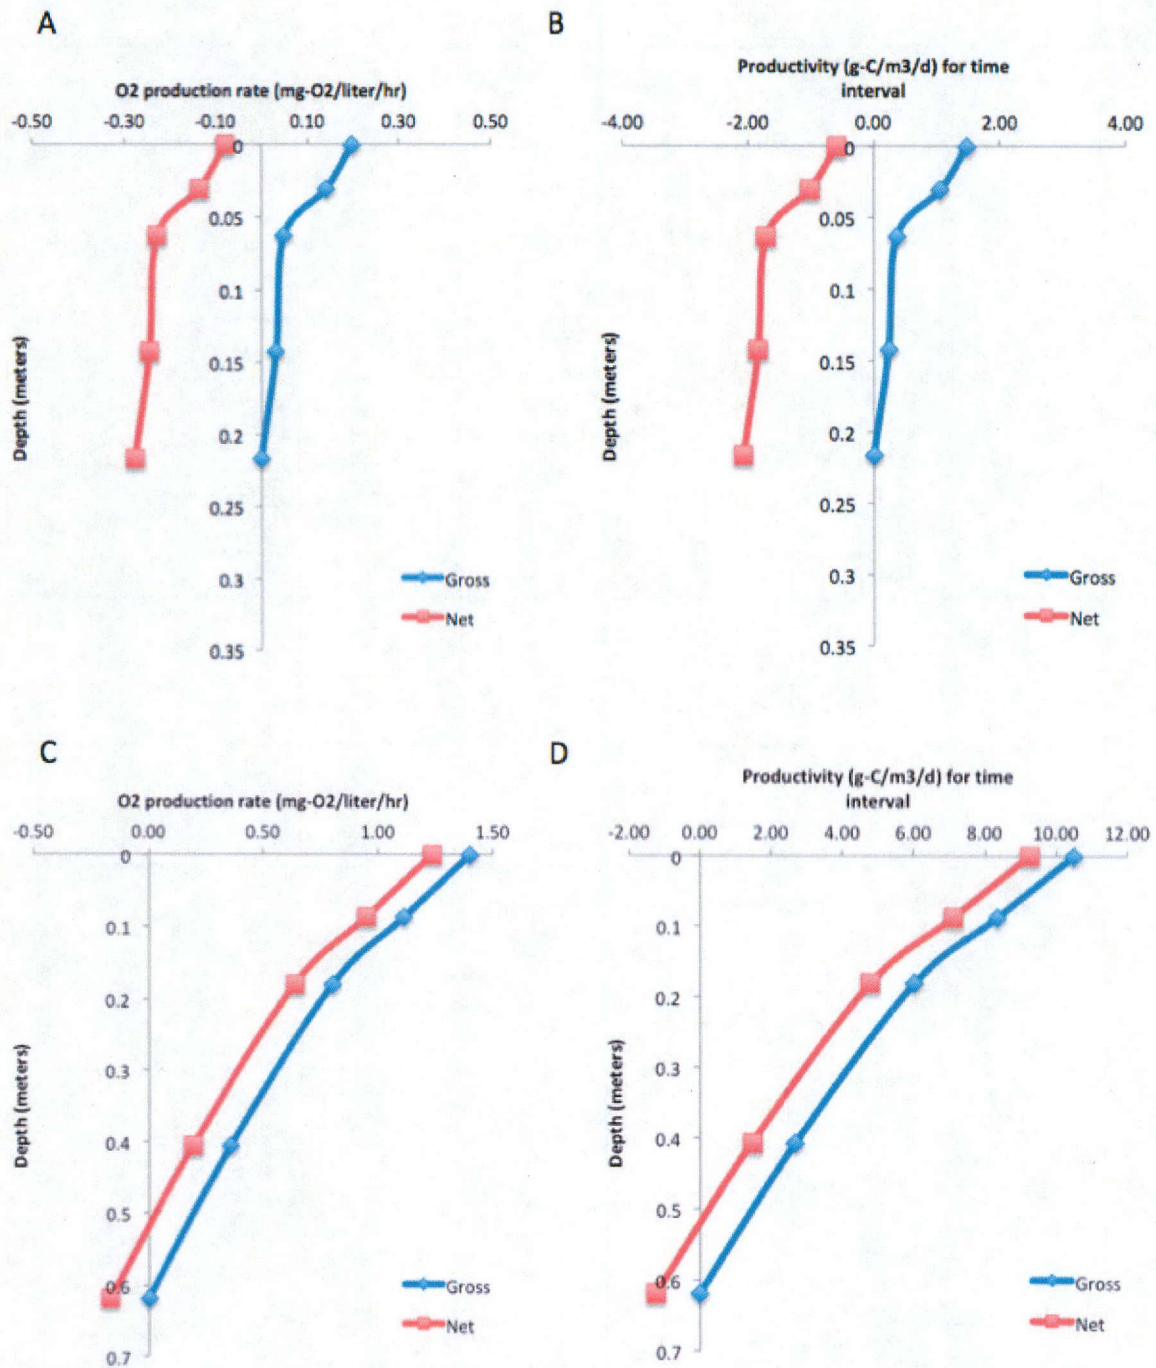 A
O2 production rate (mg-O2/liter/hr)
-0.50 -0.30 -0.10 0.10 0.30 0.50
0
0.05
0.1
0.15
0.2
0.25
0.3
0.35
Depth (meters)
Gross
Net
B
Productivity (g-C/m3/d) for time
interval
-4.00 -2.00 0.00 2.00 4.00
0
0.05
0.1
0.15
0.2
0.25
0.3
0.35
Depth (meters)
Gross
Net
C
O2 production rate (mg-O2/liter/hr)
-0.50 0.00 0.50 1.00 1.50
0
0.1
0.2
0.3
0.4
0.5
0.6
0.7
Depth (meters)
Gross
Net
D
Productivity (g-C/m3/d) for time
interval
-2.00 0.00 2.00 4.00 6.00 8.00 10.00 12.00
0
0.1
0.2
0.3
0.4
0.5
0.6
0.7
Depth (meters)
Gross
Net